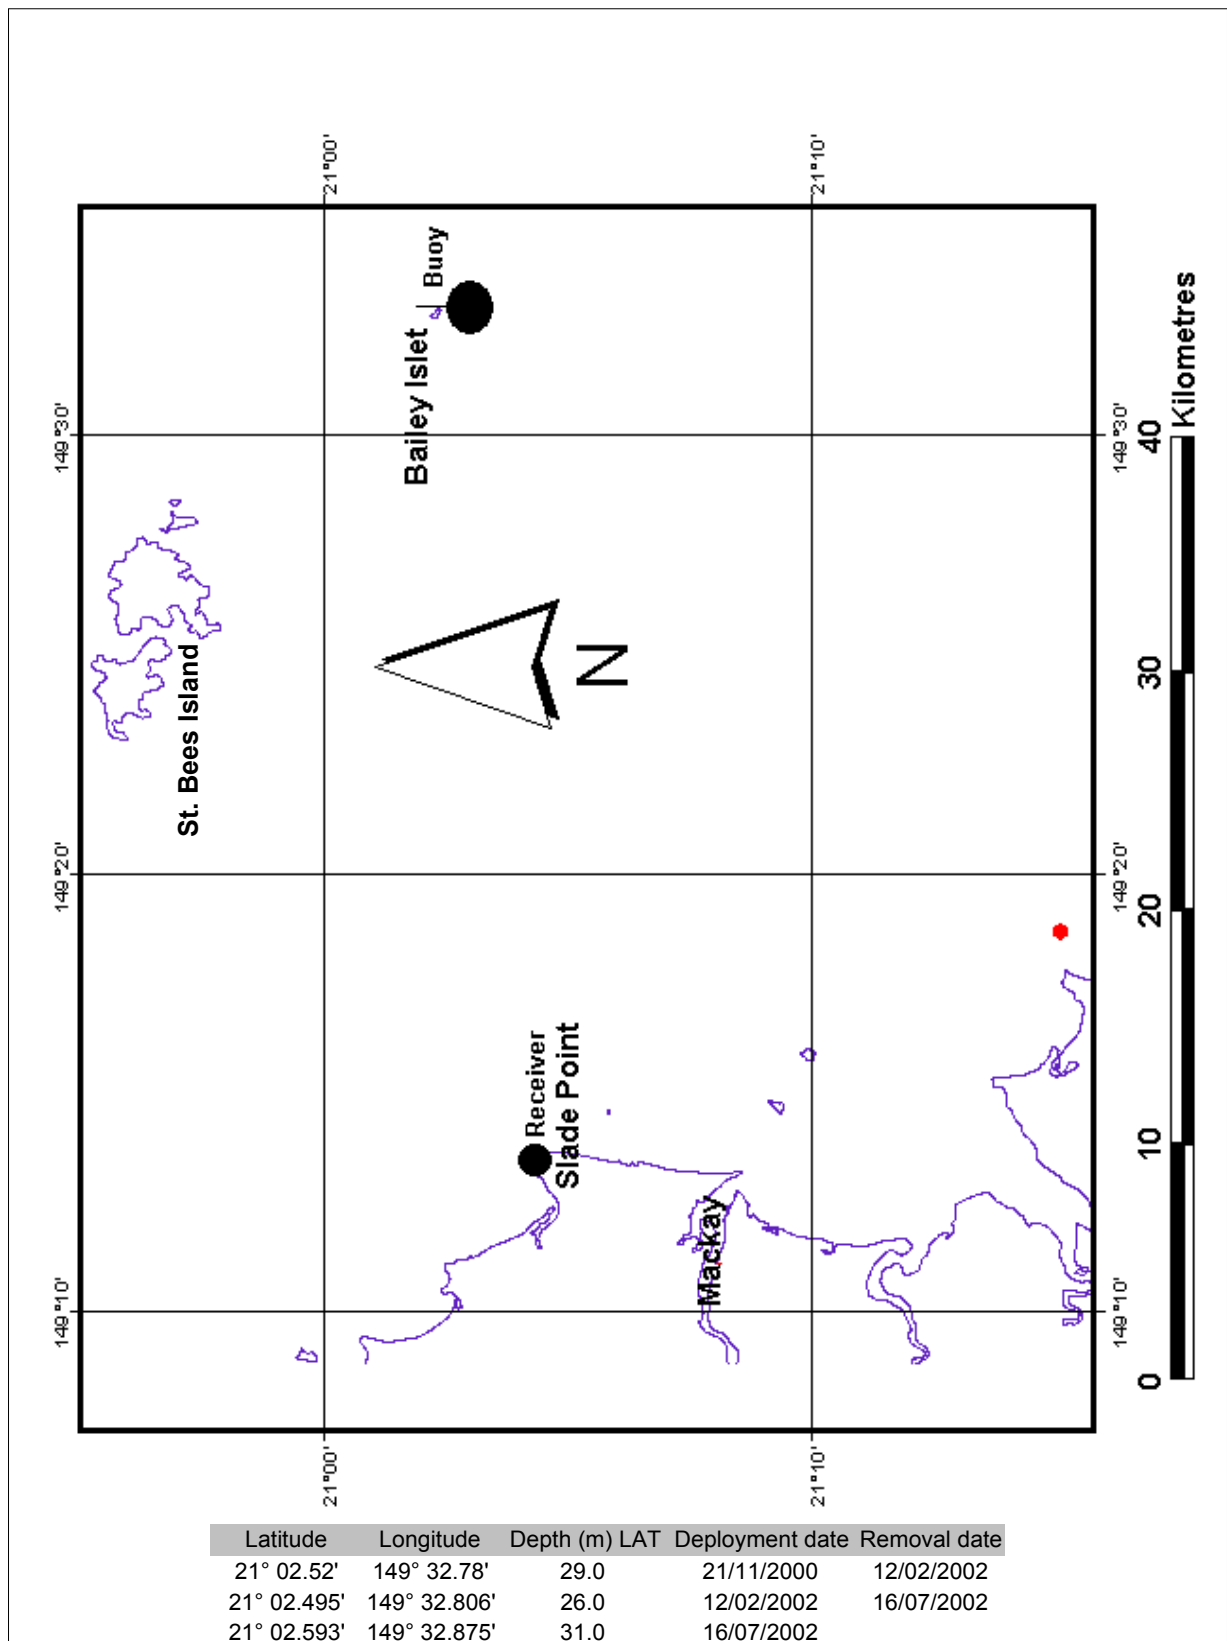 21°00'
21°10'
Buoy
Bailey Islet
149°30'
149°30'
St. Bees Island
N
149°20'
149°20'
Receiver
Slade Point
Mackay
149°10'
149°10'
21°00'
21°10'
0 10 20 30 40
Kilometres
Latitude Longitude Depth (m) LAT Deployment date Removal date
21° 02.52' 149° 32.78' 29.0 21/11/2000 12/02/2002
21° 02.495' 149° 32.806' 26.0 12/02/2002 16/07/2002
21° 02.593' 149° 32.875' 31.0 16/07/2002